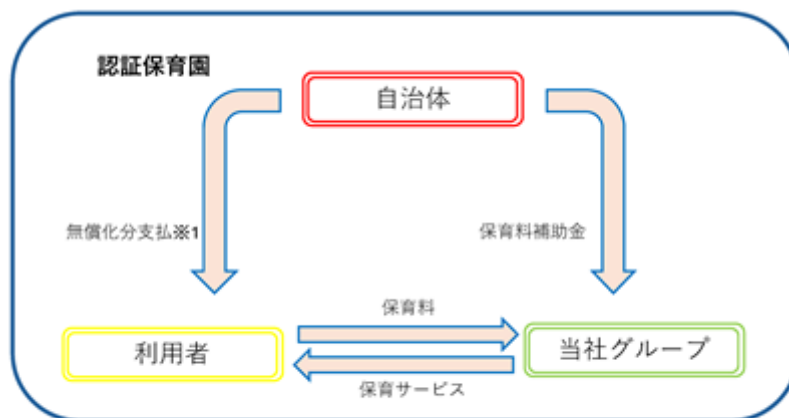 認証保育園
自治体
無償化分支払※1
保育料補助金
保育料
利用者
当社グループ
保育サービス